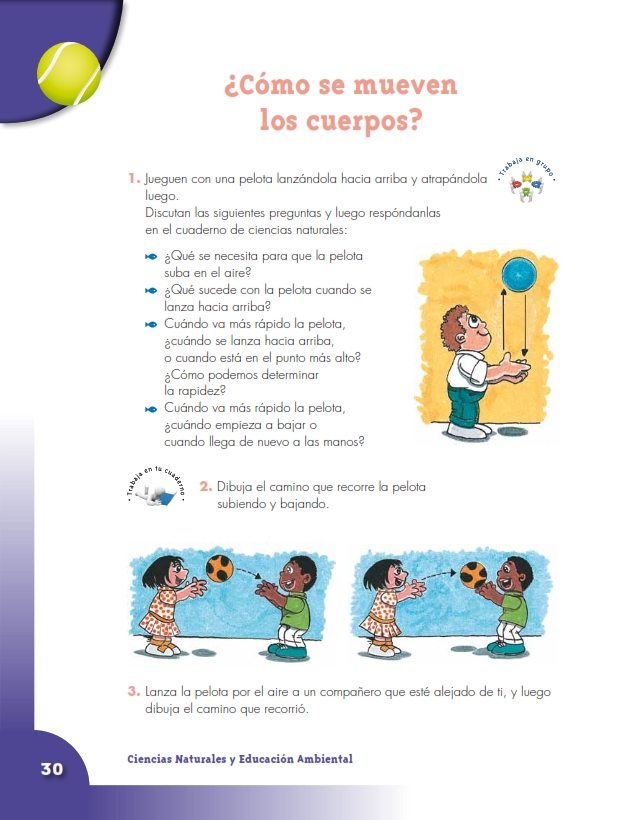 ¿Cómo se mueven
los cuerpos?
1. Jueguen con una pelota lanzándola hacia arriba y atrapándola
luego.
• Trabaja en grupo •
Discutan las siguientes preguntas y luego respóndanlas
en el cuaderno de ciencias naturales:
¿Qué se necesita para que la pelota
suba en el aire?
¿Qué sucede con la pelota cuando se
lanza hacia arriba?
Cuándo va más rápido la pelota,
¿cuándo se lanza hacia arriba,
o cuando está en el punto más alto?
¿Cómo podemos determinar
la rapidez?
Cuándo va más rápido la pelota,
¿cuándo empieza a bajar o
cuando llega de nuevo a las manos?
• Trabaja en tu cuaderno •
2. Dibuja el camino que recorre la pelota
subiendo y bajando.
3. Lanza la pelota por el aire a un compañero que esté alejado de ti, y luego
dibuja el camino que recorrió.
Ciencias Naturales y Educación Ambiental
30